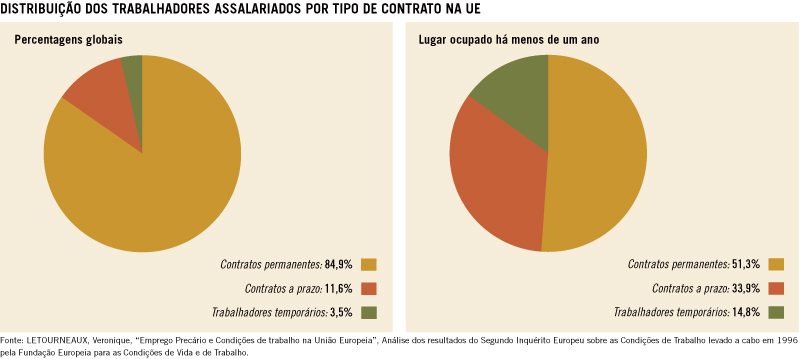 DISTRIBUIÇÃO DOS TRABALHADORES ASSALARIADOS POR TIPO DE CONTRATO NA UE
Percentagens globais
Contratos permanentes: 84,9%
Contratos a prazo: 11,6%
Trabalhadores temporários: 3,5%
Lugar ocupado há menos de um ano
Contratos permanentes: 51,3%
Contratos a prazo: 33,9%
Trabalhadores temporários: 14,8%
Fonte: LETOURNEAUX, Veronique, “Emprego Precário e Condições de trabalho na União Europeia”, Análise dos resultados do Segundo Inquérito Europeu sobre as Condições de Trabalho levado a cabo em 1996
pela Fundação Europeia para as Condições de Vida e de Trabalho.